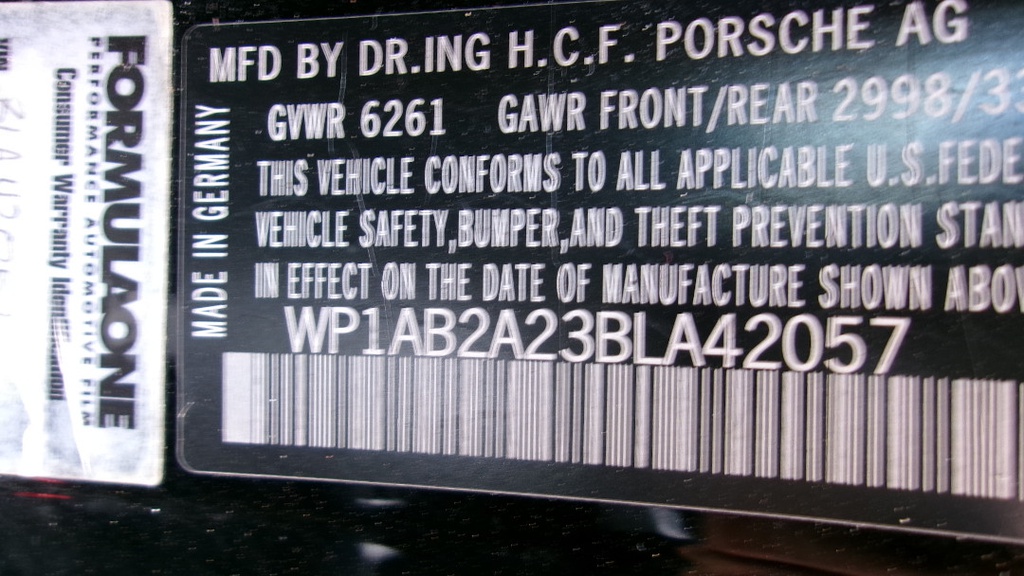 MFD BY DR.ING H.C.F. PORSCHE AG
GVWR 6261 GAWR FRONT/REAR 2998/33
THIS VEHICLE CONFORMS TO ALL APPLICABLE U.S.FEDE
VEHICLE SAFETY,BUMPER,AND THEFT PREVENTION STAN
IN EFFECT ON THE DATE OF MANUFACTURE SHOWN ABOV
WP1AB2A23BLA42057
MADE IN GERMANY
FORMULAONE
PERFORMANCE AUTOMOTIVE FILM
Consumer Warranty Identification